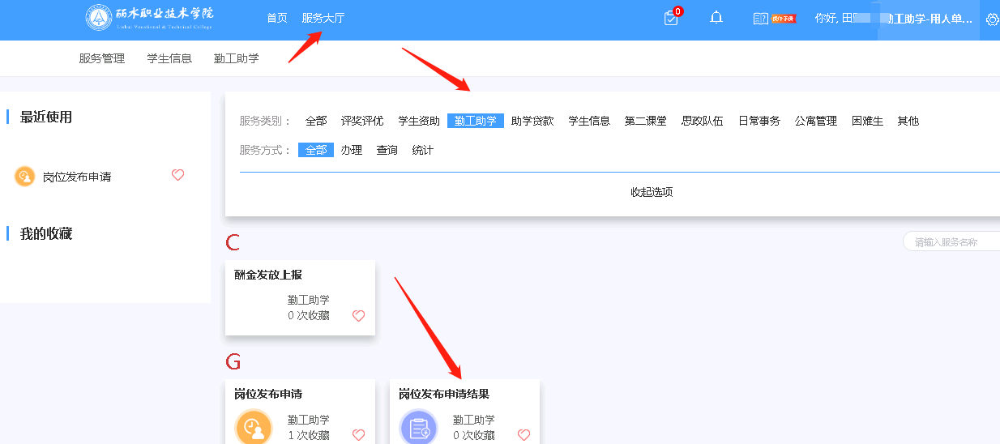 丽水职业技术学院
Lishui Vocational & Technical College
首页 服务大厅
0
操作手册
你好, 田
勤工助学-用人单...
服务管理 学生信息 勤工助学
最近使用
岗位发布申请
我的收藏
服务类别： 全部 评奖评优 学生资助 勤工助学 助学贷款 学生信息 第二课堂 思政队伍 日常事务 公寓管理 困难生 其他
服务方式： 全部 办理 查询 统计
收起选项
C
请输入服务名称
酬金发放上报
勤工助学
0 次收藏
G
岗位发布申请
勤工助学
1 次收藏
岗位发布申请结果
勤工助学
0 次收藏